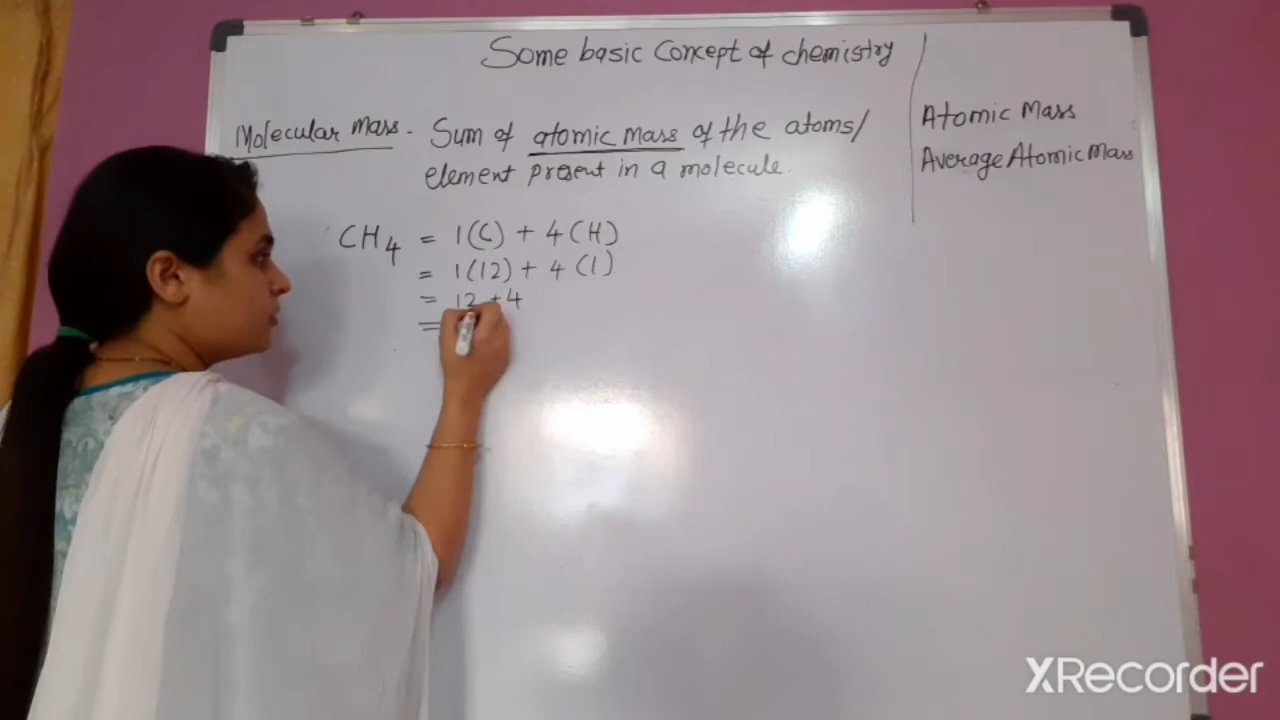 Some basic Concept of chemistry
Molecular Mass - Sum of atomic mass of the atoms/
element present in a molecule.
CH4 = 1(C) + 4(H)
= 1(12) + 4(1)
= 12 + 4
=
Atomic Mass
Average Atomic Mass
XRecorder